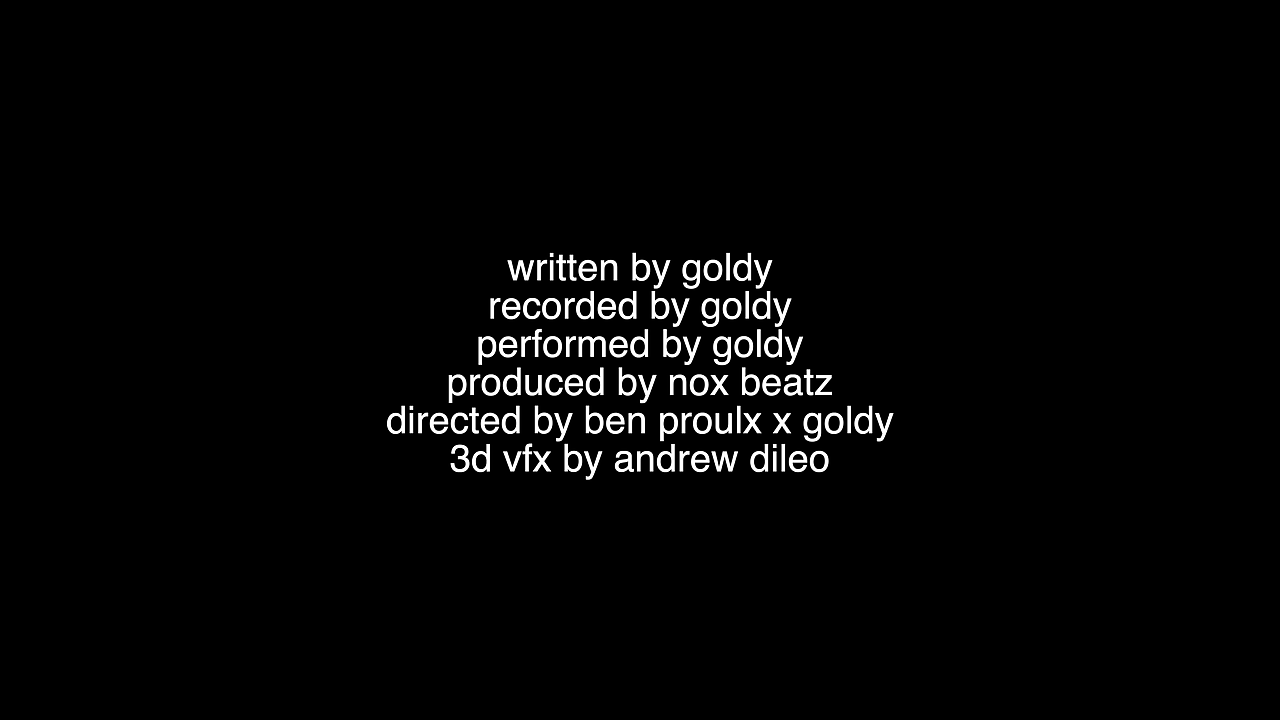 written by goldy
recorded by goldy
performed by goldy
produced by nox beatz
directed by ben proulx x goldy
3d vfx by andrew dileo